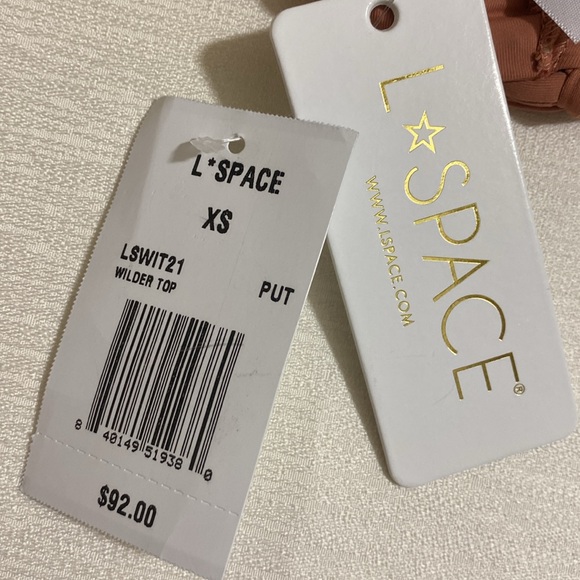 L*SPACE
XS
LSWIT21
WILDER TOP
PUT
8 40149 51938 0
$92.00
L☆SPACE®
WWW.LSPACE.COM